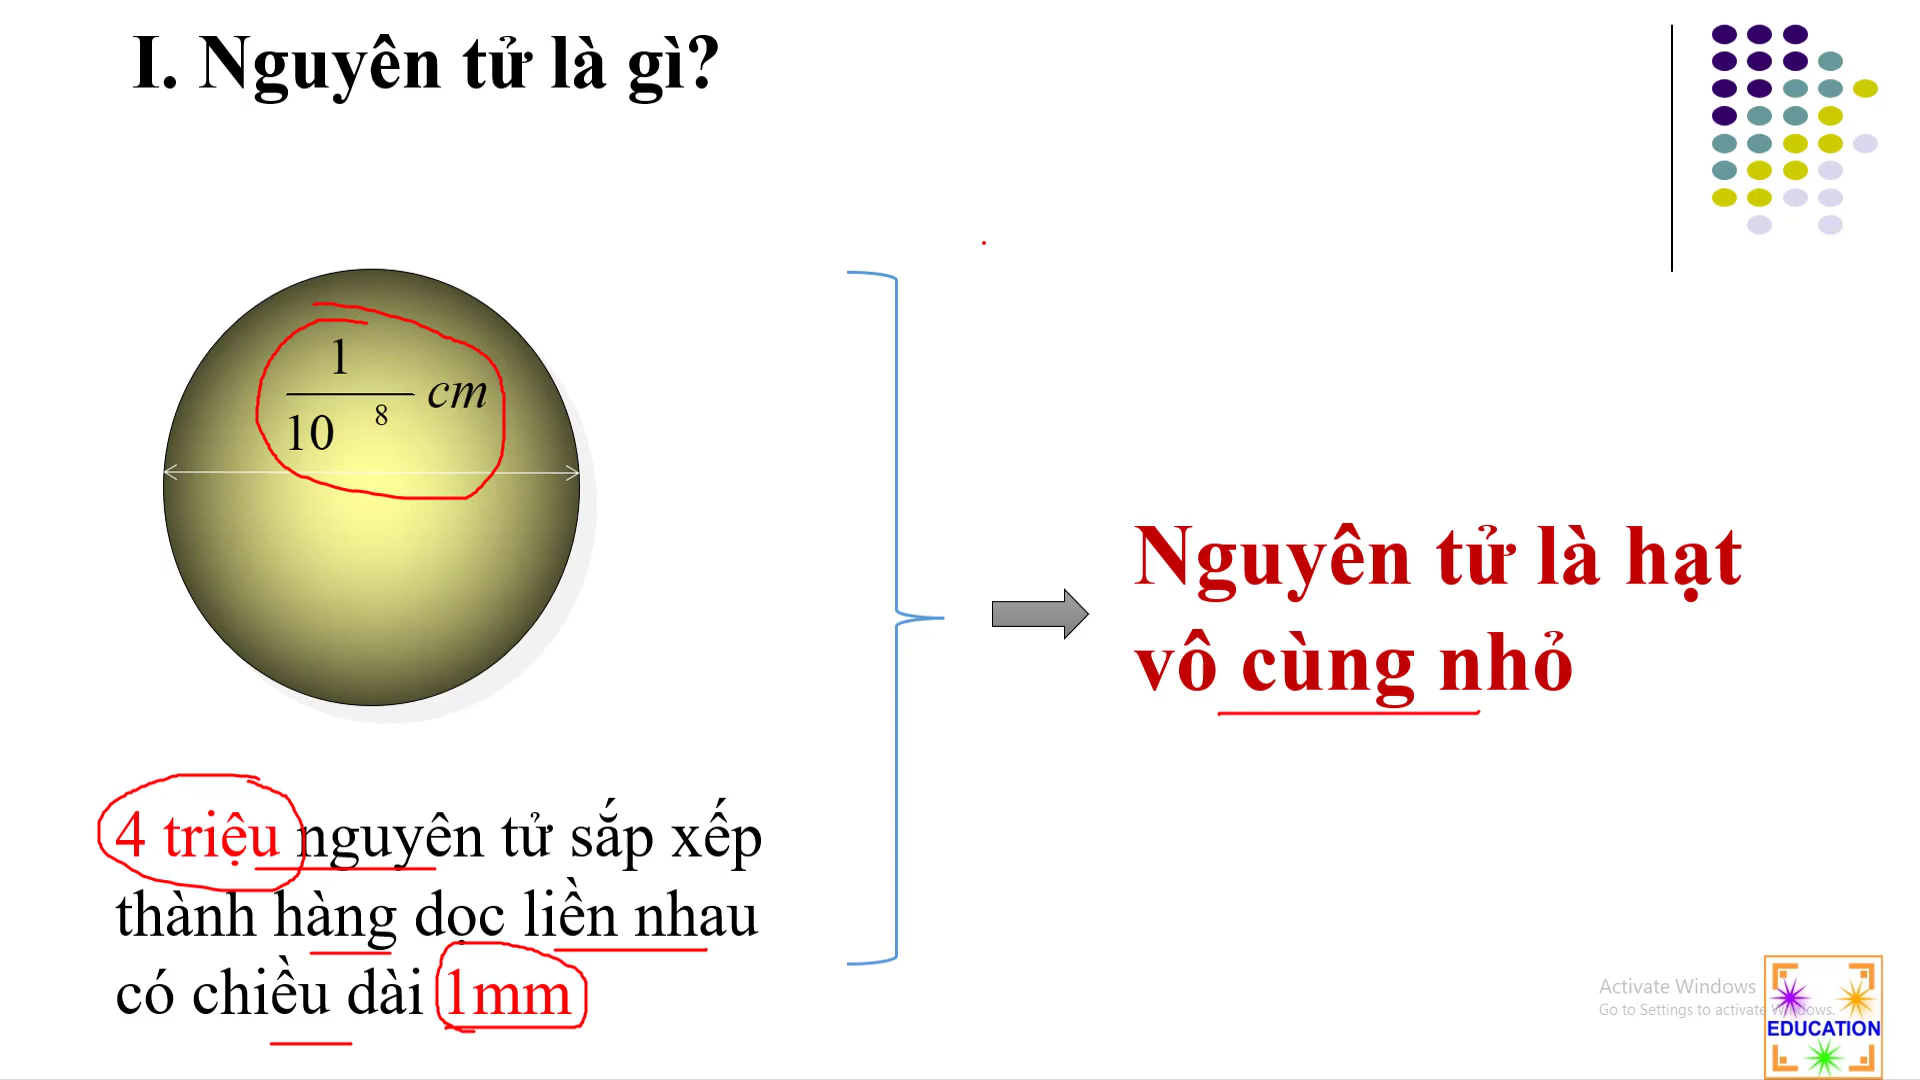 I. Nguyên tử là gì?
1
10 8 cm
Nguyên tử là hạt
vô cùng nhỏ
4 triệu nguyên tử sắp xếp
thành hàng dọc liền nhau
có chiều dài 1mm
Activate Windows
Go to Settings to activate Windows.
EDUCATION